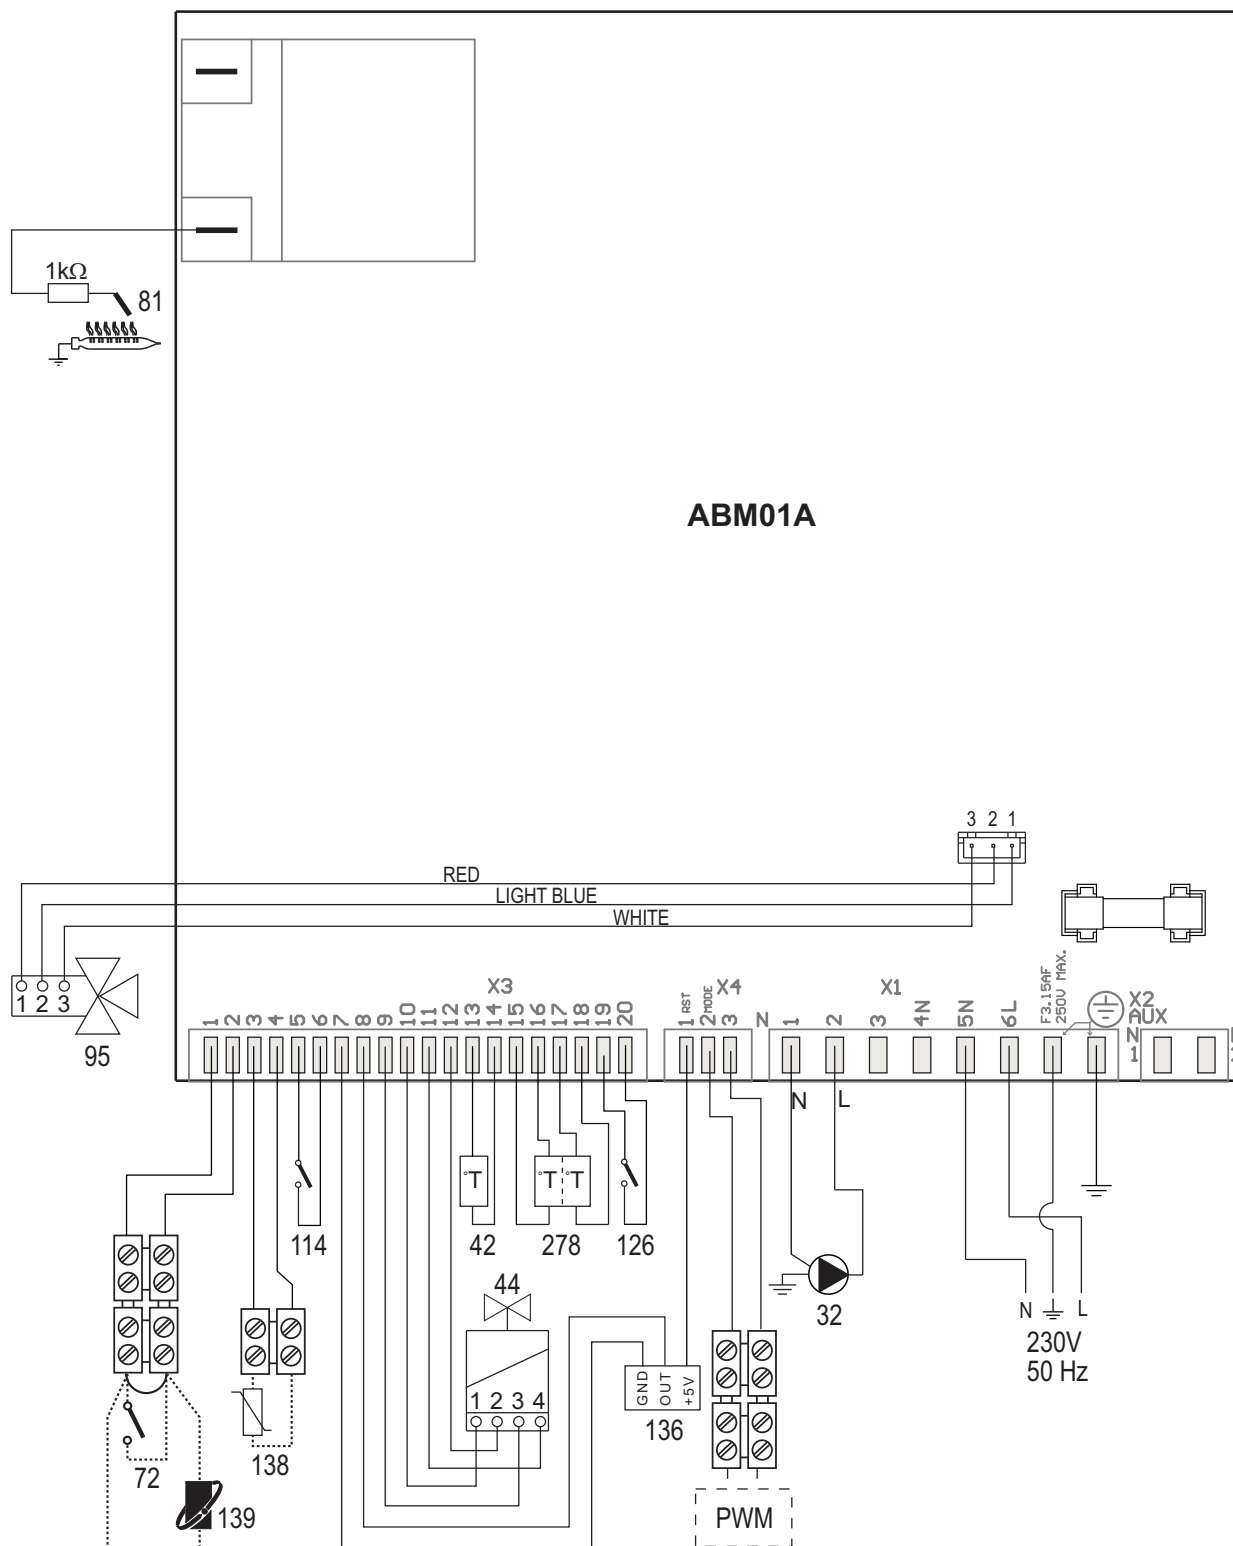 1kΩ
81
ABM01A
3 2 1
RED
LIGHT BLUE
WHITE
1 2 3
95
X3
1 2 3 4 5 6 7 8 9 10 11 12 13 14 15 16 17 18 19 20
X4
1 RST
2 MODE
3
N
X1
1 2 3 4N 5N 6L
F3.15AF
250V MAX.
X2
AUX
N
1
N L
114
°T
42
°T °T
278
126
44
1 2 3 4
GND
OUT
+5V
136
32
N L
230V
50 Hz
72
138
139
PWM